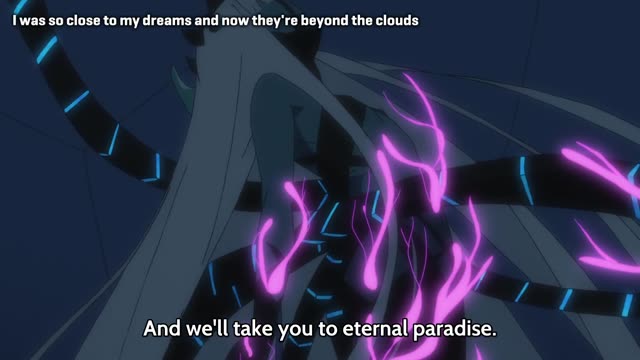 I was so close to my dreams and now they're beyond the clouds
And we'll take you to eternal paradise.